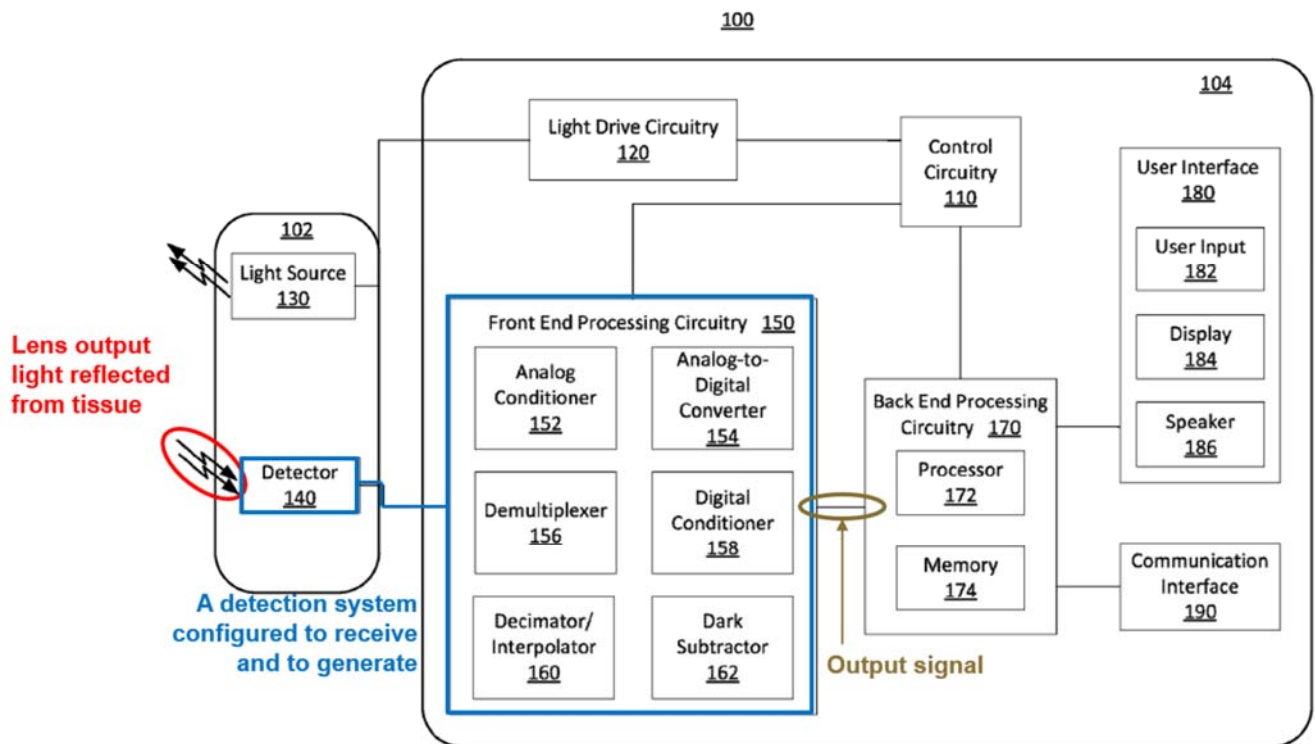 100
104
Light Drive Circuitry
120
Control
Circuitry
110
User Interface
180
User Input
182
Display
184
Speaker
186
102
Light Source
130
Lens output
light reflected
from tissue
Detector
140
Front End Processing Circuitry 150
Analog
Conditioner
152
Analog-to-
Digital
Converter
154
Demultiplexer
156
Digital
Conditioner
158
Decimator/
Interpolator
160
Dark
Subtractor
162
Back End Processing
Circuitry 170
Processor
172
Memory
174
Communication
Interface
190
A detection system
configured to receive
and to generate
Output signal